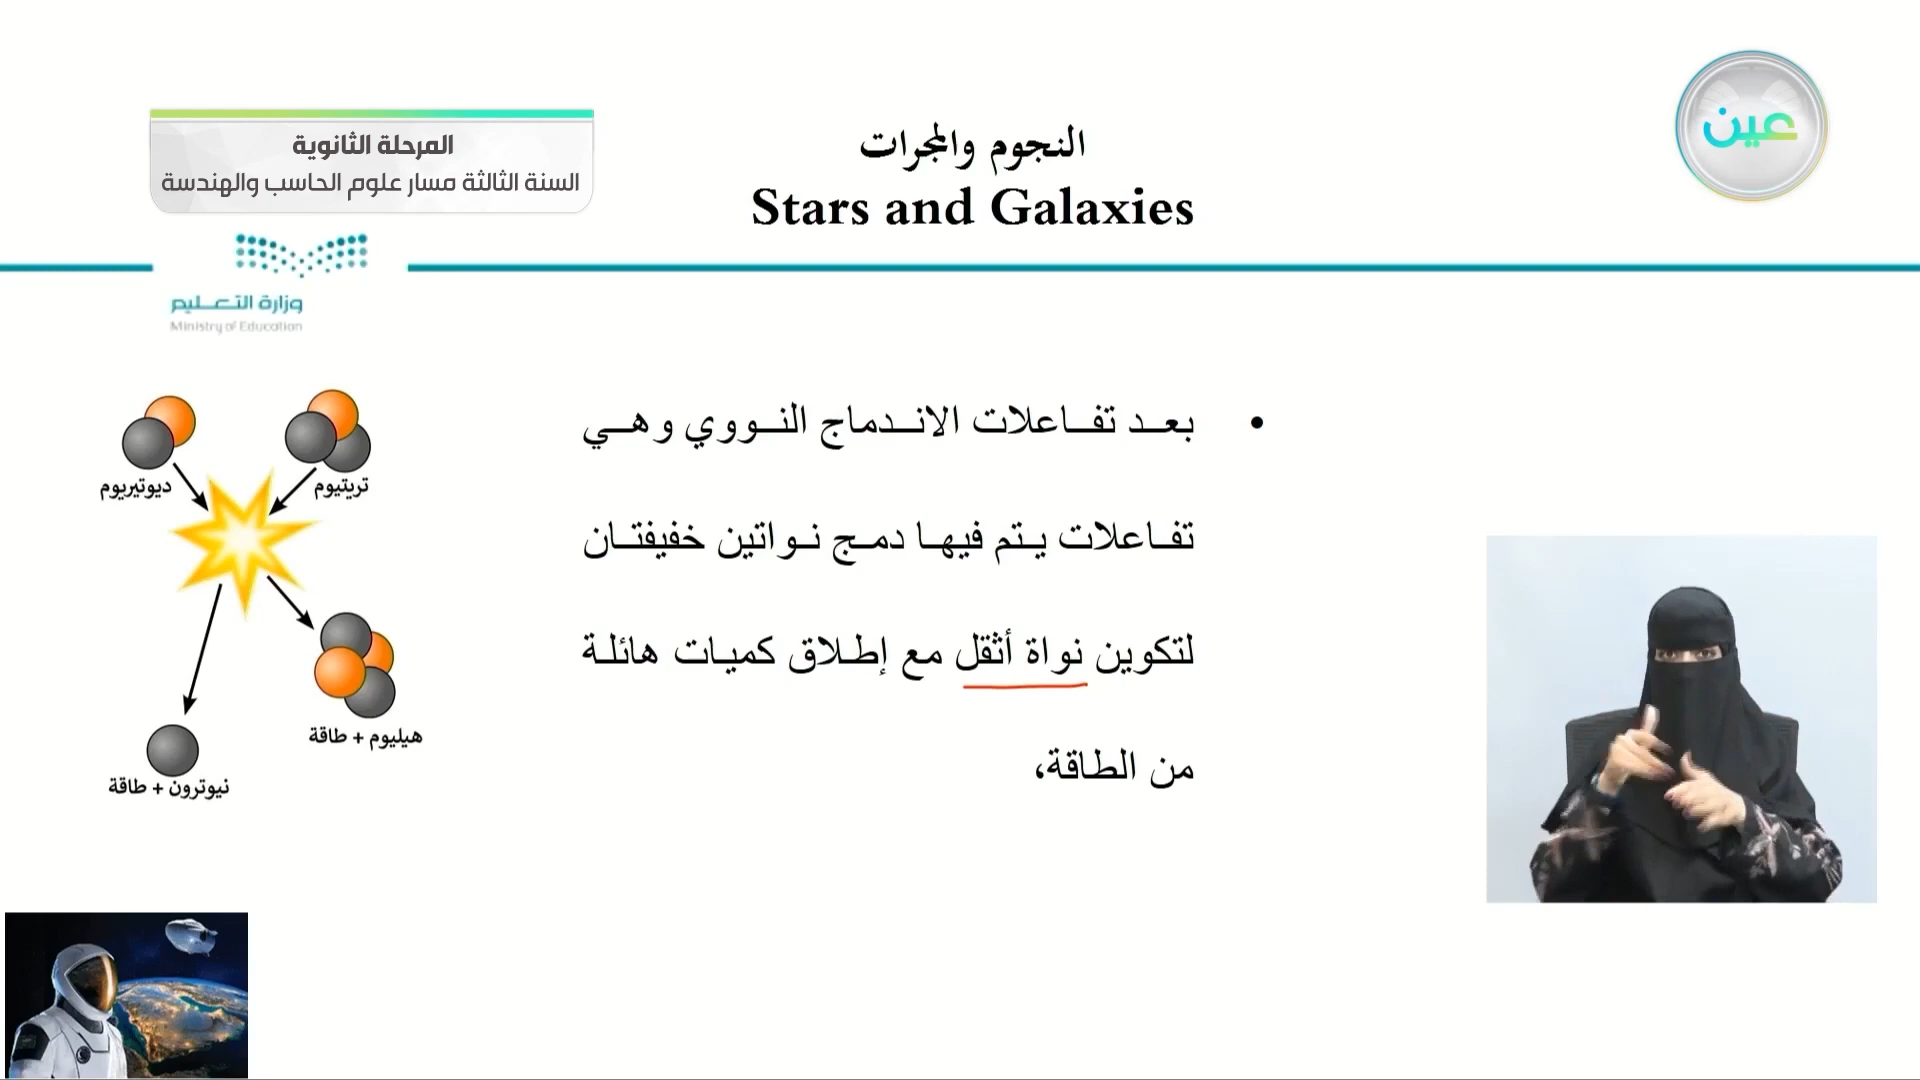 المرحلة الثانوية
السنة الثالثة مسار علوم الحاسب والهندسة
النجوم والمجرات
Stars and Galaxies
عين
وزارة التعليم
Ministry of Education
• بعد تفاعلات الاندماج النووي وهي
تفاعلات يتم فيها دمج نواتين خفيفتان
لتكوين نواة أثقل مع إطلاق كميات هائلة
من الطاقة،
تريتيوم
ديوتيريوم
هيليوم + طاقة
نيوترون + طاقة